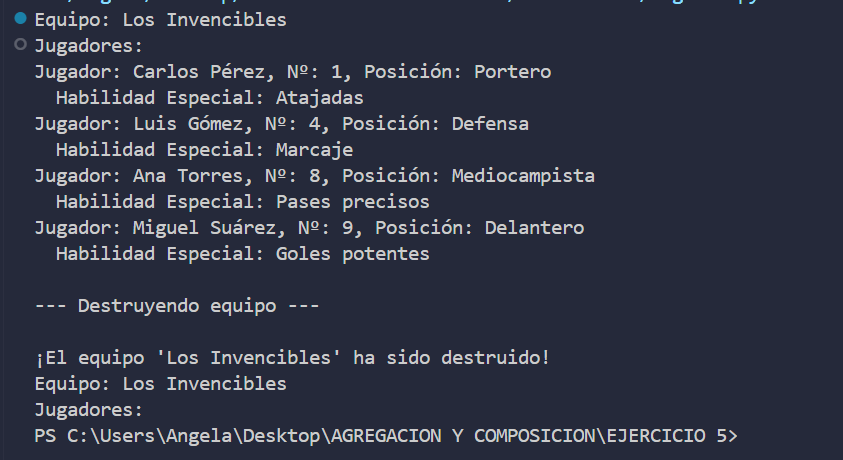 Equipo: Los Invencibles
Jugadores:
Jugador: Carlos Pérez, Nº: 1, Posición: Portero
  Habilidad Especial: Atajadas
Jugador: Luis Gómez, Nº: 4, Posición: Defensa
  Habilidad Especial: Marcaje
Jugador: Ana Torres, Nº: 8, Posición: Mediocampista
  Habilidad Especial: Pases precisos
Jugador: Miguel Suárez, Nº: 9, Posición: Delantero
  Habilidad Especial: Goles potentes

--- Destruyendo equipo ---

¡El equipo 'Los Invencibles' ha sido destruido!
Equipo: Los Invencibles
Jugadores:
PS C:\Users\Angela\Desktop\AGREGACION Y COMPOSICION\EJERCICIO 5>